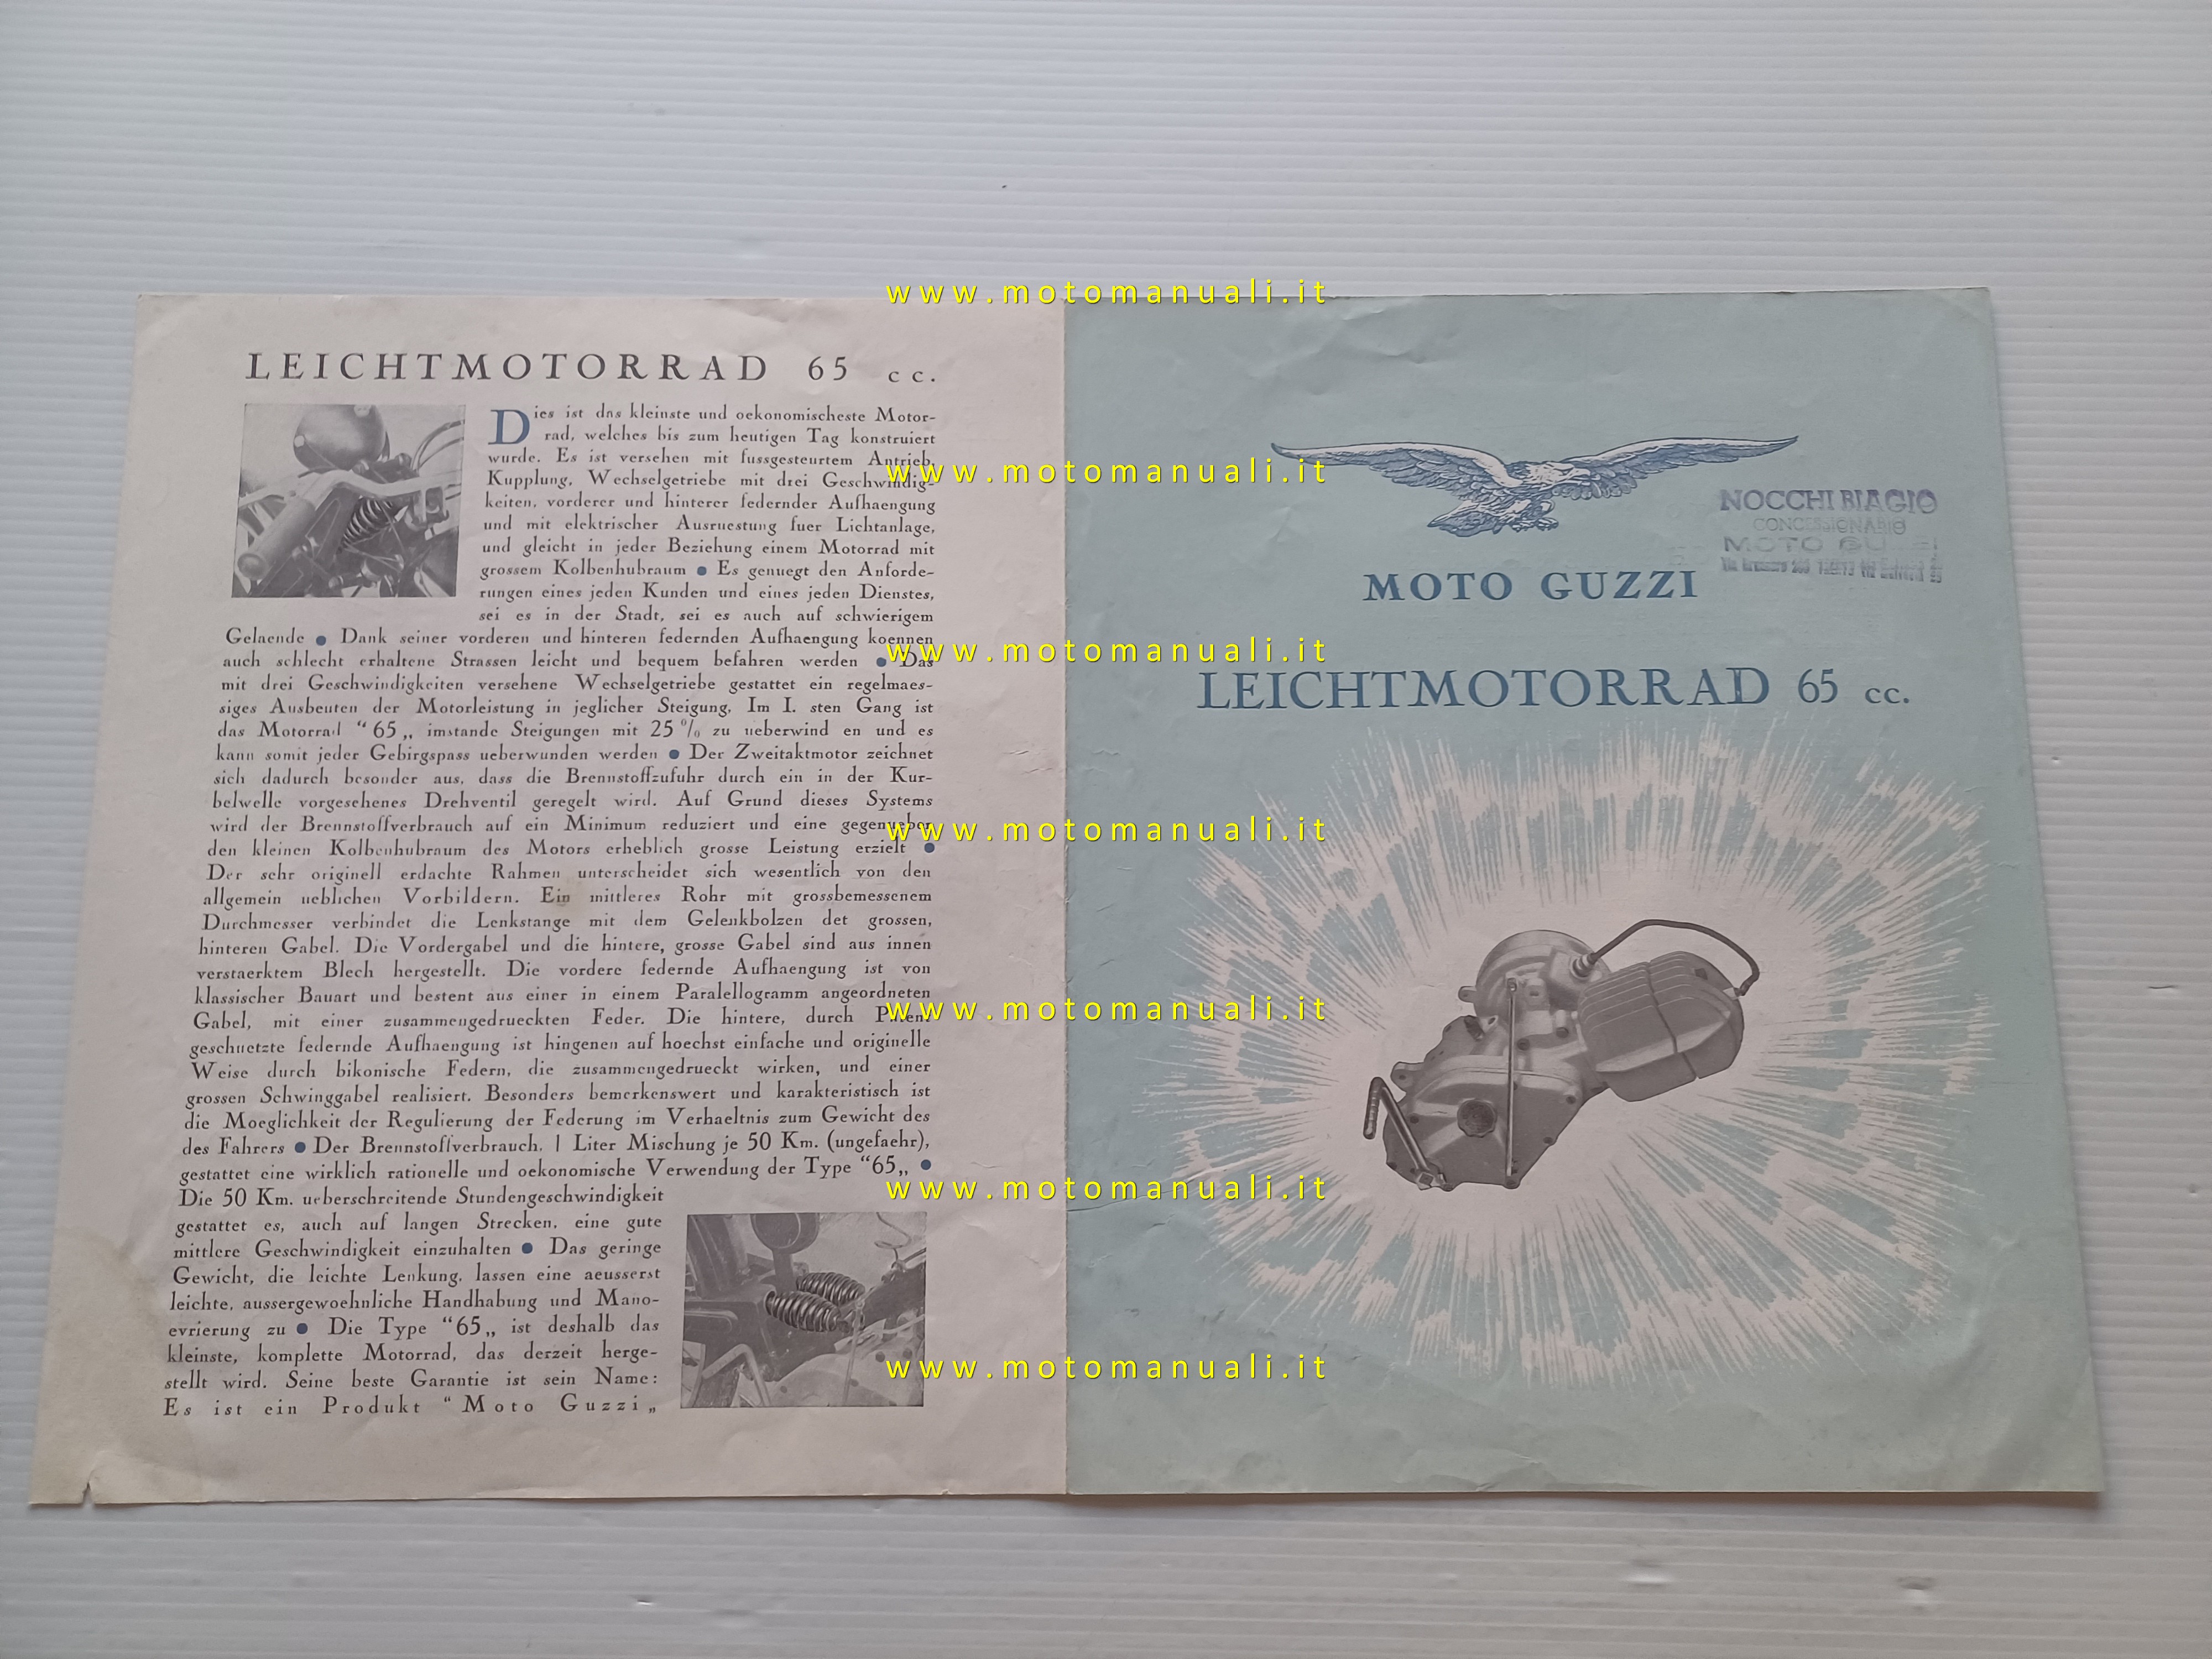 LEICHTMOTORRAD 65 cc.
Dies ist das kleinste und oekonomischeste Motor-
rad, welches bis zum heutigen Tag konstruiert
wurde. Es ist versehen mit fussgesteurtem Antrieb,
Kupplung, Wechselgetriebe mit drei Geschwindig-
keiten, vorderer und hinterer federnder Aufhaengung
und mit elektrischer Ausruestung fuer Lichtanlage,
und gleicht in jeder Beziehung einem Motorrad mit
grossem Kolbenhubraum ● Es genuegt den Anforde-
rungen eines jeden Kunden und eines jeden Dienstes,
sei es in der Stadt, sei es auch auf schwierigem
Gelaende ● Dank seiner vorderen und hinteren federnden Aufhaengung koennen
auch schlecht erhaltene Strassen leicht und bequem befahren werden ● Das
mit drei Geschwindigkeiten versehene Wechselgetriebe gestattet ein regelmaes-
siges Ausbeuten der Motorleistung in jeglicher Steigung. Im I. sten Gang ist
das Motorrad “65„ imstande Steigungen mit 25 % zu ueberwind en und es
kann somit jeder Gebirgspass ueberwunden werden ● Der Zweitaktmotor zeichnet
sich dadurch besonder aus, dass die Brennstoffzufuhr durch ein in der Kur-
belwelle vorgesehenes Drehventil geregelt wird. Auf Grund dieses Systems
wird der Brennstoffverbrauch auf ein Minimum reduziert und eine gegenueber
den kleinen Kolbenhubraum des Motors erheblich grosse Leistung erzielt ●
Der sehr originell erdachte Rahmen unterscheidet sich wesentlich von den
allgemein ueblichen Vorbildern. Ein mittleres Rohr mit grossbemessenem
Durchmesser verbindet die Lenkstange mit dem Gelenkbolzen det grossen,
hinteren Gabel. Die Vordergabel und die hintere, grosse Gabel sind aus innen
verstaerktem Blech hergestellt. Die vordere federnde Aufhaengung ist von
klassischer Bauart und bestent aus einer in einem Paralellogramm angeordneten
Gabel, mit einer zusammengedrueckten Feder. Die hintere, durch Patent
geschuetzte federnde Aufhaengung ist hingenen auf hoechst einfache und originelle
Weise durch bikonische Federn, die zusammengedrueckt wirken, und einer
grossen Schwinggabel realisiert. Besonders bemerkenswert und karakteristisch ist
die Moeglichkeit der Regulierung der Federung im Verhaeltnis zum Gewicht des
des Fahrers ● Der Brennstoffverbrauch, 1 Liter Mischung je 50 Km. (ungefaehr),
gestattet eine wirklich rationelle und oekonomische Verwendung der Type “65„ ●
Die 50 Km. ueberschreitende Stundengeschwindigkeit
gestattet es, auch auf langen Strecken, eine gute
mittlere Geschwindigkeit einzuhalten ● Das geringe
Gewicht, die leichte Lenkung, lassen eine aeusserst
leichte, aussergewoehnliche Handhabung und Mano-
evrierung zu ● Die Type “65„ ist deshalb das
kleinste, komplette Motorrad, das derzeit herge-
stellt wird. Seine beste Garantie ist sein Name:
Es ist ein Produkt “Moto Guzzi„
NOCCHI BIAGIO
CONCESSIONARIO
MOTO GUZZI
MOTO GUZZI
LEICHTMOTORRAD 65 cc.
www.motomanuali.it
www.motomanuali.it
www.motomanuali.it
www.motomanuali.it
www.motomanuali.it
www.motomanuali.it
www.motomanuali.it